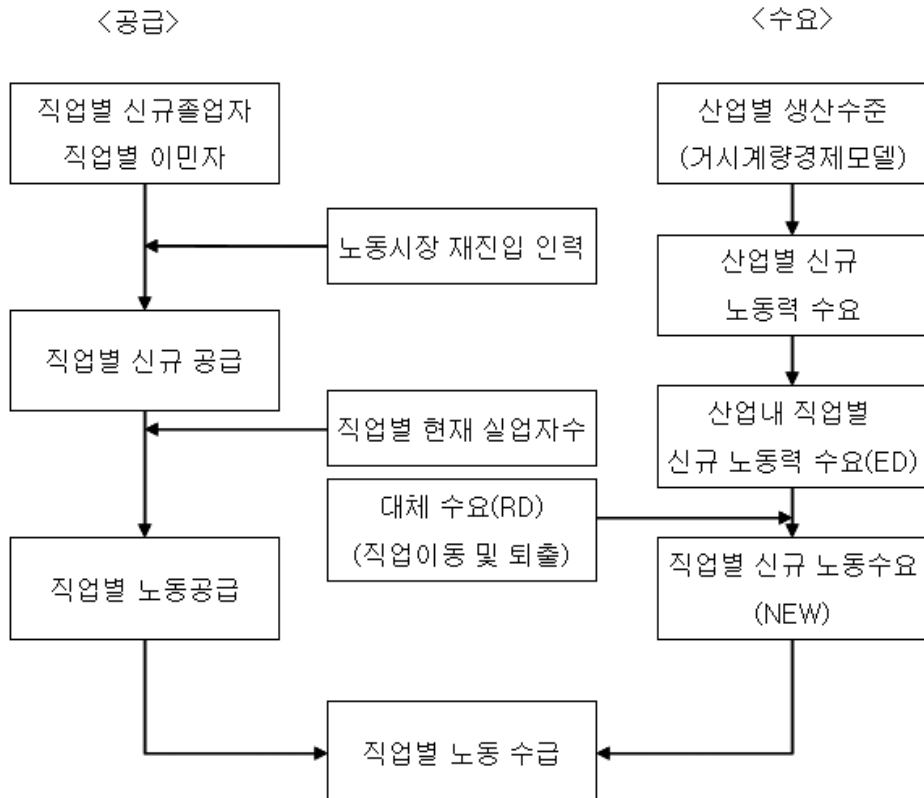 <공급>
<수요>
직업별 신규졸업자
직업별 이민자
산업별 생산수준
(거시계량경제모델)
노동시장 재진입 인력
산업별 신규
노동력 수요
직업별 신규 공급
직업별 현재 실업자수
산업내 직업별
신규 노동력 수요(ED)
대체 수요(RD)
(직업이동 및 퇴출)
직업별 노동공급
직업별 신규 노동수요
(NEW)
직업별 노동 수급